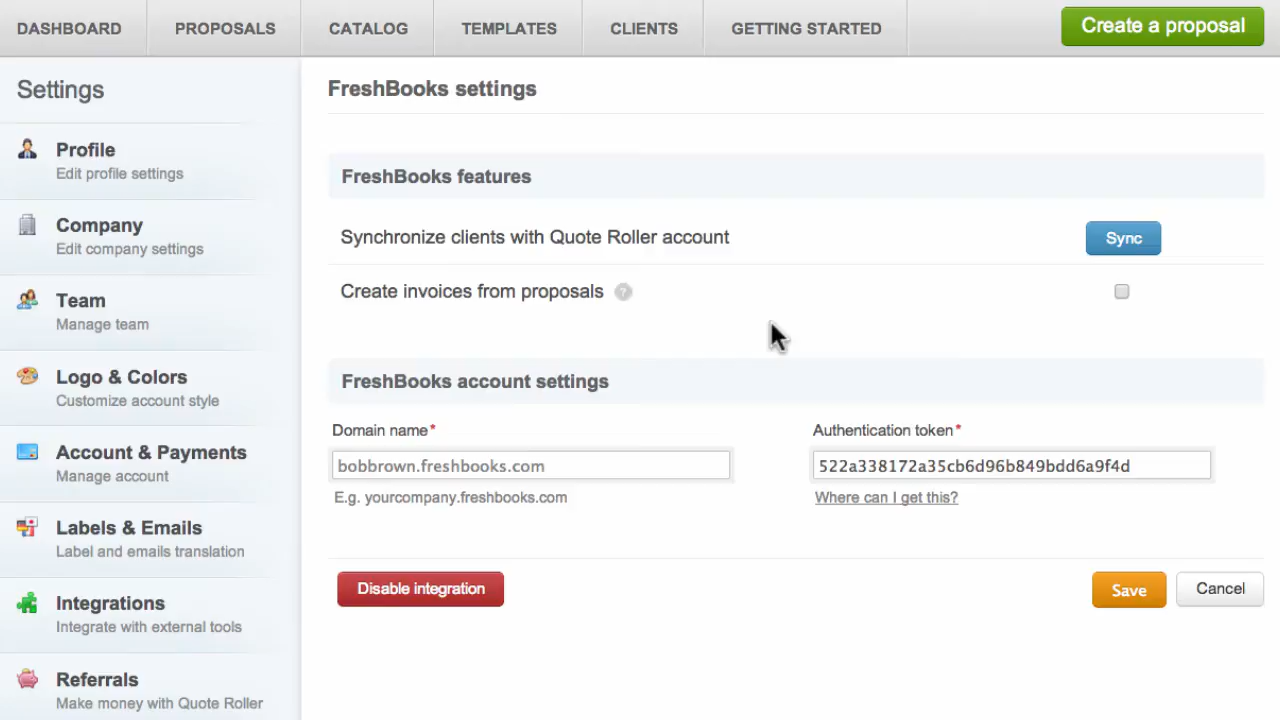 DASHBOARD PROPOSALS CATALOG TEMPLATES CLIENTS GETTING STARTED Create a proposal
Settings
Profile
Edit profile settings
Company
Edit company settings
Team
Manage team
Logo & Colors
Customize account style
Account & Payments
Manage account
Labels & Emails
Label and emails translation
Integrations
Integrate with external tools
Referrals
Make money with Quote Roller
FreshBooks settings
FreshBooks features
Synchronize clients with Quote Roller account Sync
Create invoices from proposals ?
FreshBooks account settings
Domain name* Authentication token*
bobbrown.freshbooks.com 522a338172a35cb6d96b849bdd6a9f4d
E.g. yourcompany.freshbooks.com Where can I get this?
Disable integration Save Cancel